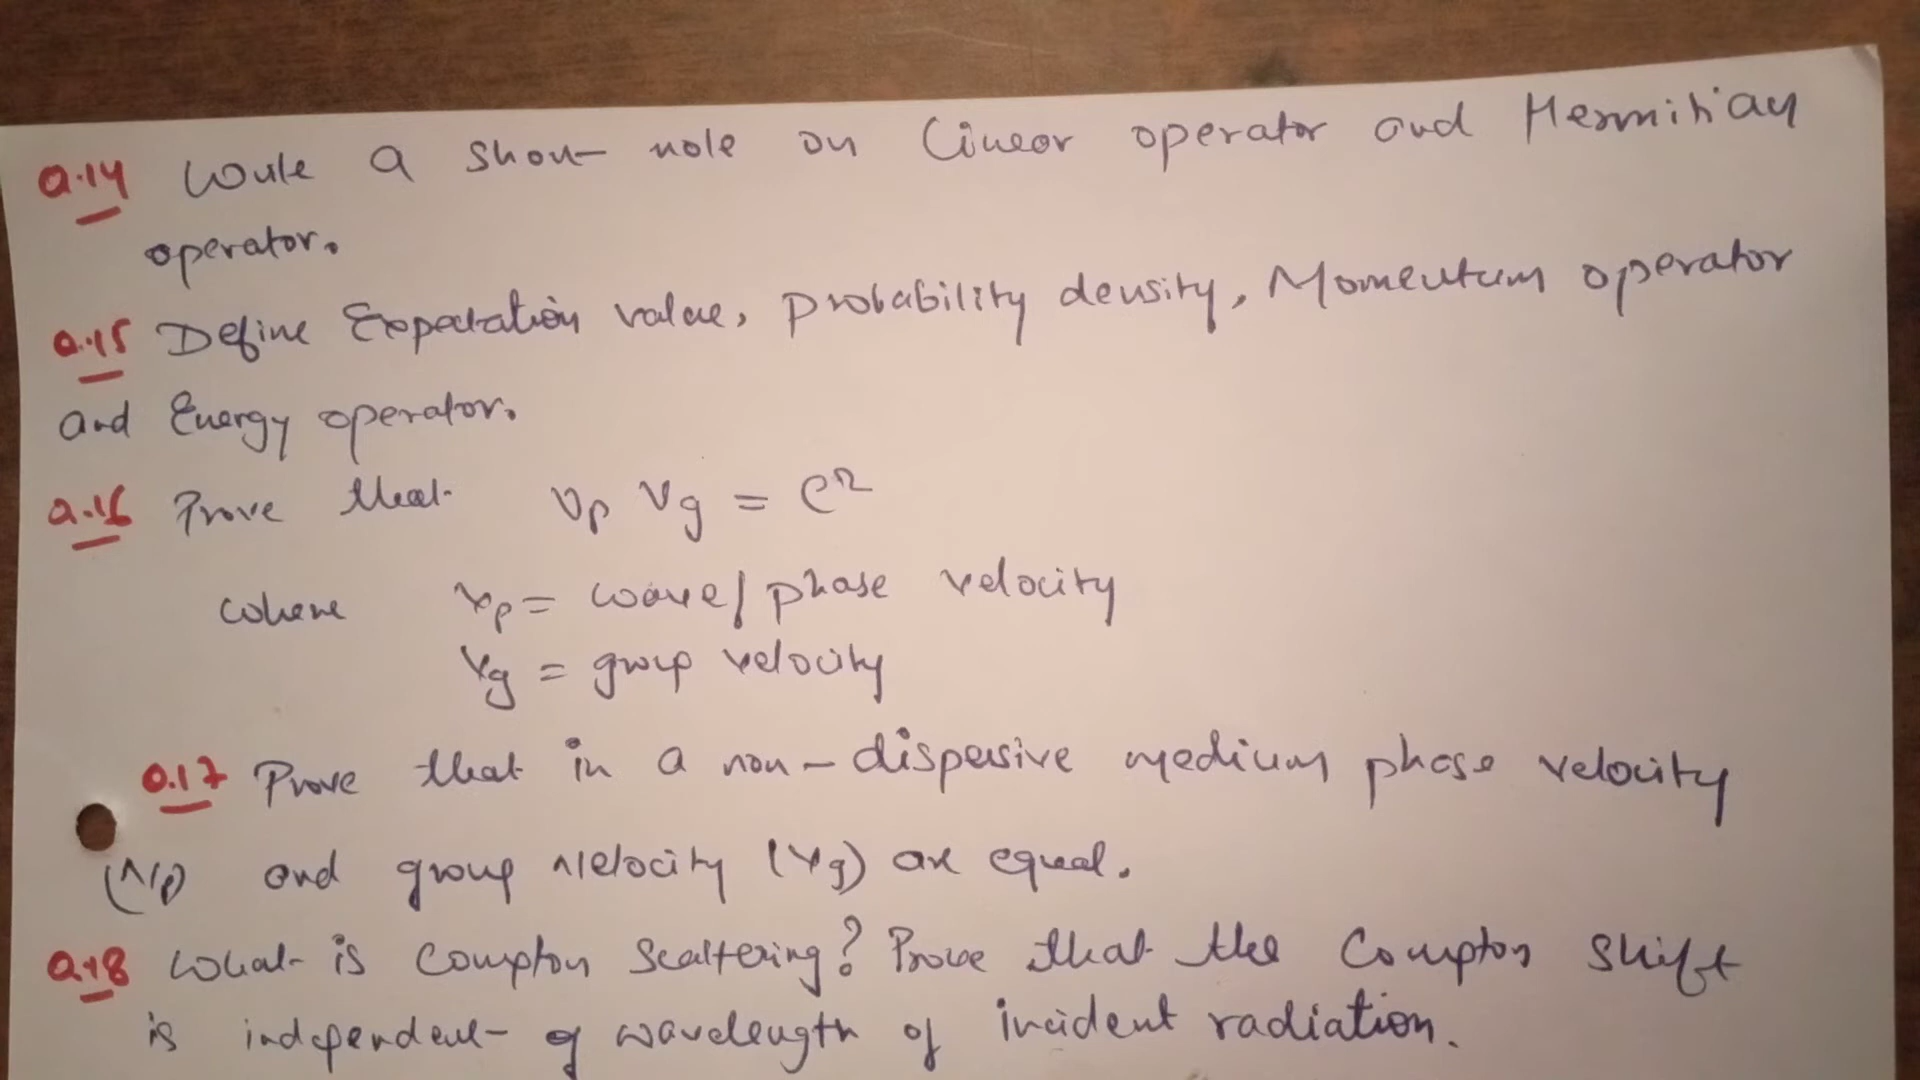 Q.14 Write a short note on Linear operator and Hermitian
operator.
Q.15 Define Expectation value, probability density, Momentum operator
and Energy operator.
Q.16 Prove that vp vg = c²
where vp = wave/phase velocity
vg = group velocity
Q.17 Prove that in a non-dispersive medium phase velocity
(vp) and group velocity (vg) are equal.
Q.18 What is Compton Scattering? Prove that the Compton shift
is independent of wavelength of incident radiation.